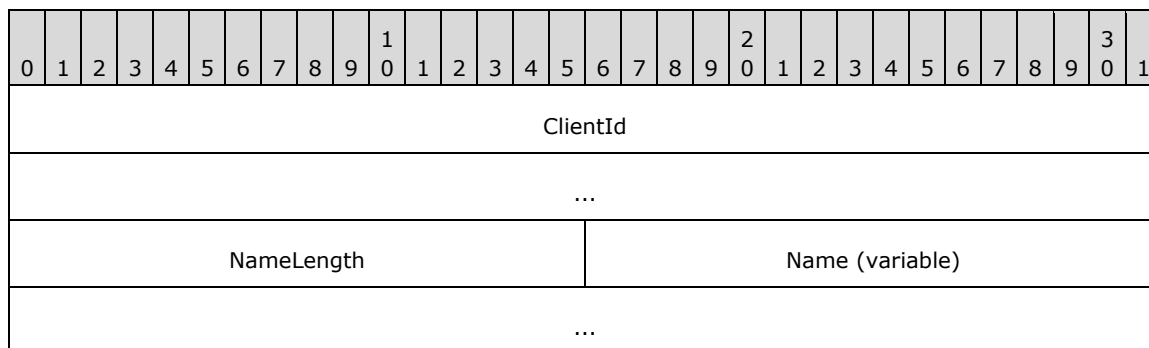 1 2 3
0 1 2 3 4 5 6 7 8 9 0 1 2 3 4 5 6 7 8 9 0 1 2 3 4 5 6 7 8 9 0 1
ClientId
...
NameLength Name (variable)
...